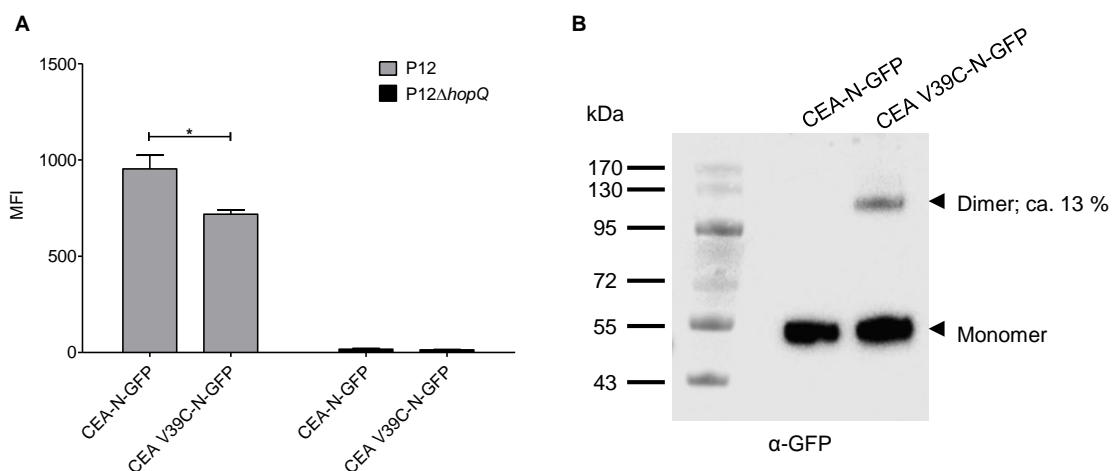 A
1500
1000
500
0
MFI
P12
P12ΔhopQ
*
CEA-N-GFP
CEA V39C-N-GFP
CEA-N-GFP
CEA V39C-N-GFP
B
CEA-N-GFP
CEA V39C-N-GFP
kDa
170
130
95
72
55
43
Dimer; ca. 13 %
Monomer
α-GFP